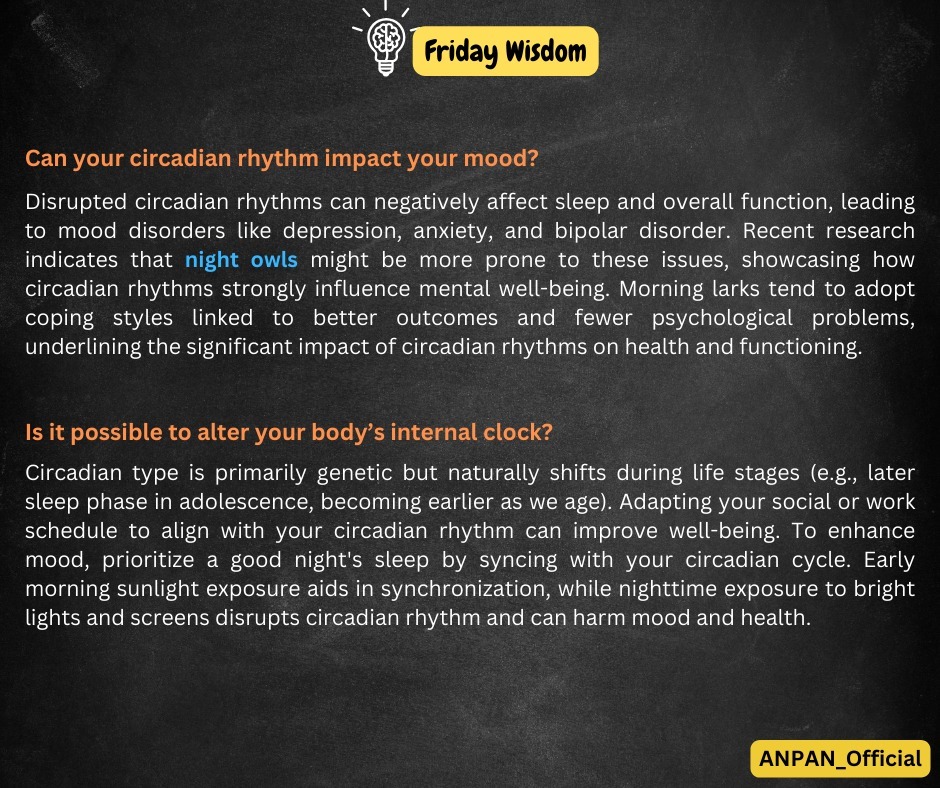 Friday Wisdom
Can your circadian rhythm impact your mood?
Disrupted circadian rhythms can negatively affect sleep and overall function, leading
to mood disorders like depression, anxiety, and bipolar disorder. Recent research
indicates that night owls might be more prone to these issues, showcasing how
circadian rhythms strongly influence mental well-being. Morning larks tend to adopt
coping styles linked to better outcomes and fewer psychological problems,
underlining the significant impact of circadian rhythms on health and functioning.
Is it possible to alter your body’s internal clock?
Circadian type is primarily genetic but naturally shifts during life stages (e.g., later
sleep phase in adolescence, becoming earlier as we age). Adapting your social or work
schedule to align with your circadian rhythm can improve well-being. To enhance
mood, prioritize a good night's sleep by syncing with your circadian cycle. Early
morning sunlight exposure aids in synchronization, while nighttime exposure to bright
lights and screens disrupts circadian rhythm and can harm mood and health.
ANPAN_Official